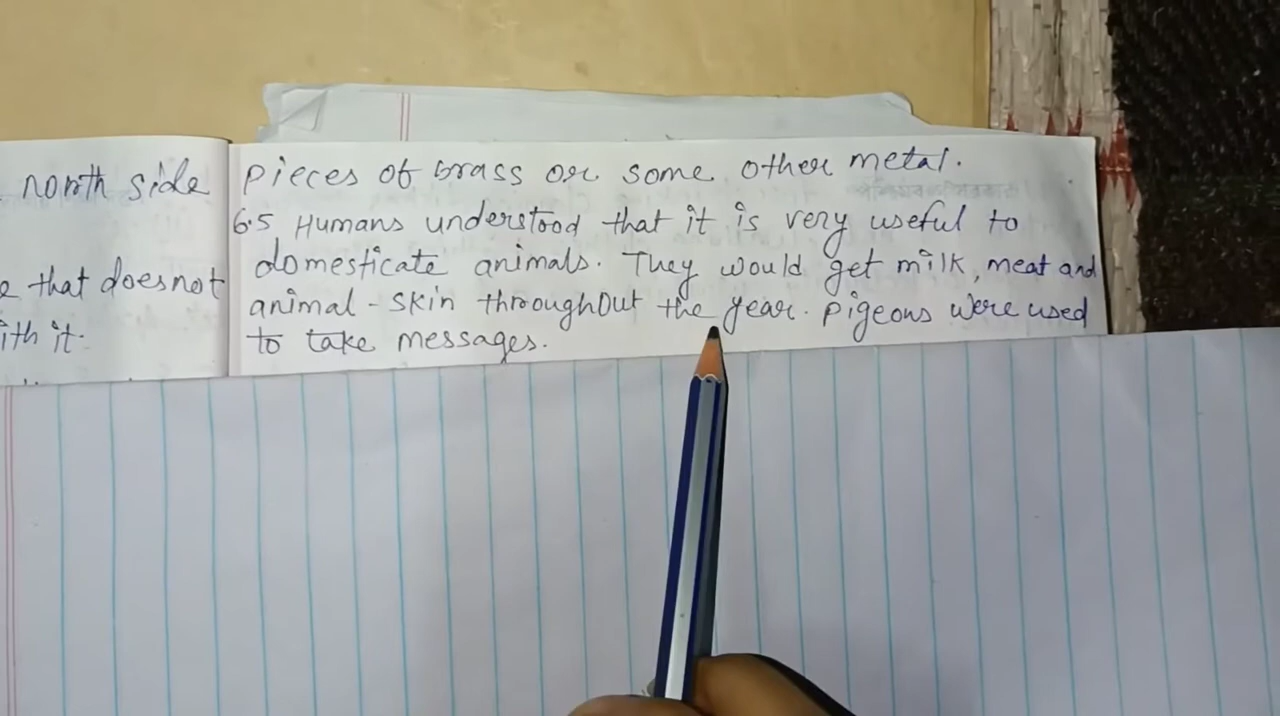 north side
that does not
ith it.
pieces of brass or some other metal.
6.5 Humans understood that it is very useful to
domesticate animals. They would get milk, meat and
animal-skin throughout the year. pigeons were used
to take messages.